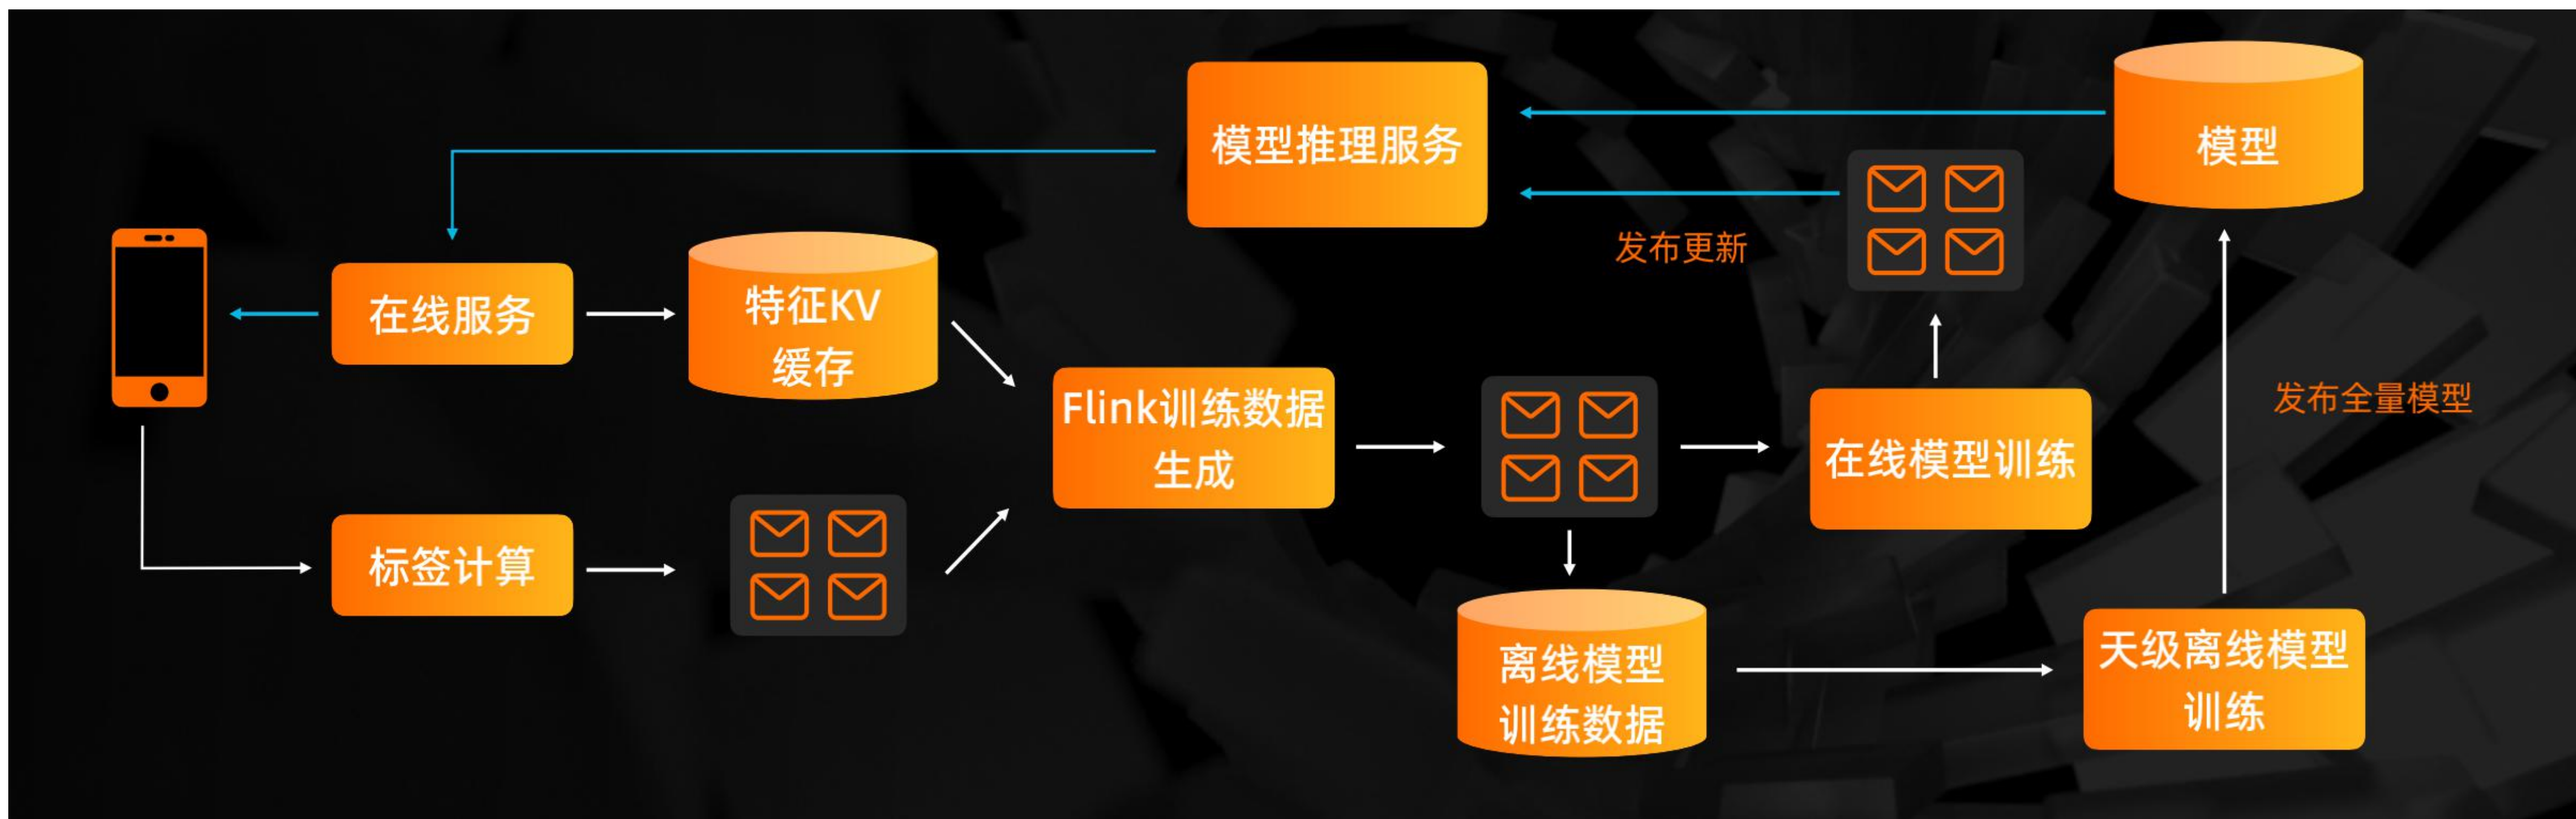 模型推理服务
模型
发布更新
在线服务
特征KV
缓存
Flink训练数据
生成
发布全量模型
在线模型训练
标签计算
离线模型
训练数据
天级离线模型
训练